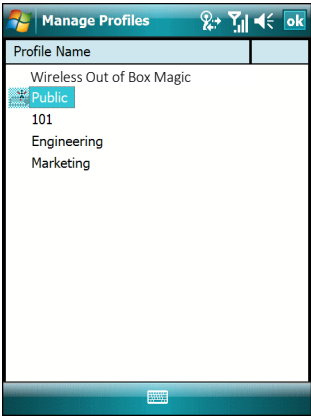 Manage Profiles
ok
Profile Name
Wireless Out of Box Magic
Public
101
Engineering
Marketing